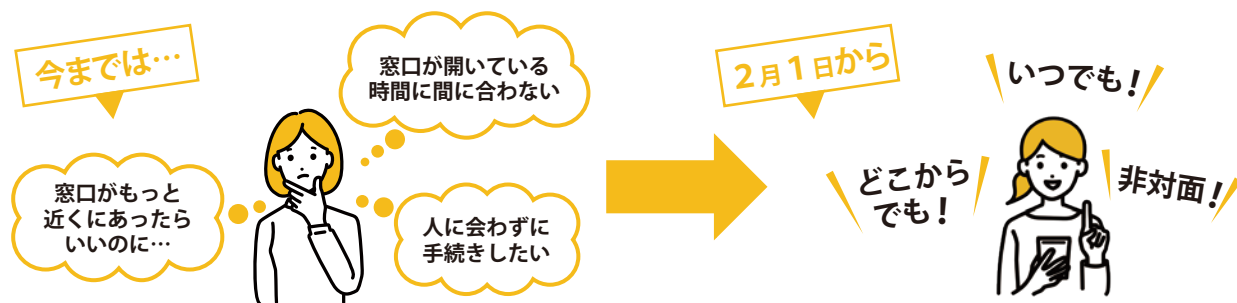 今までは…
窓口が開いている
時間に間に合わない
窓口がもっと
近くにあったら
いいのに…
人に会わずに
手続きしたい
2月1日から
いつでも!
どこから
でも!
非対面!